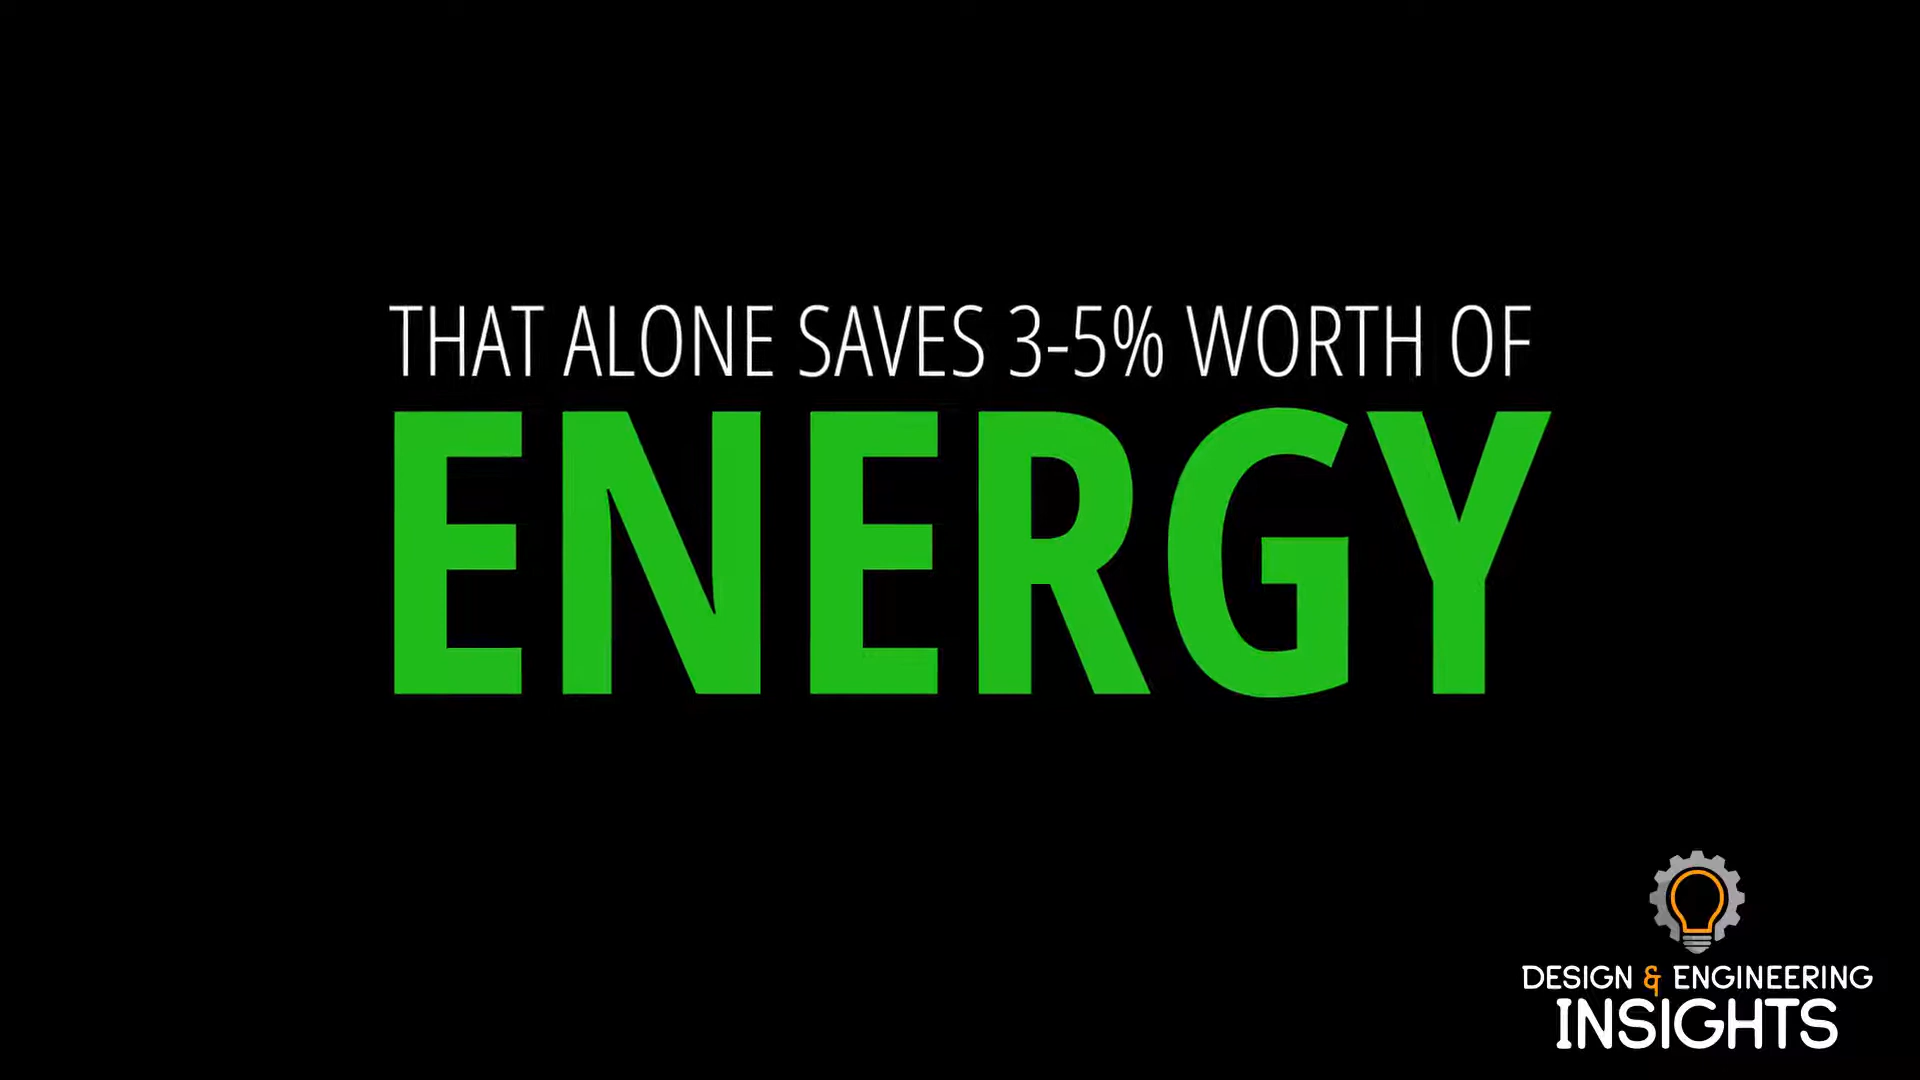 THAT ALONE SAVES 3-5% WORTH OF
ENERGY
DESIGN & ENGINEERING
INSIGHTS